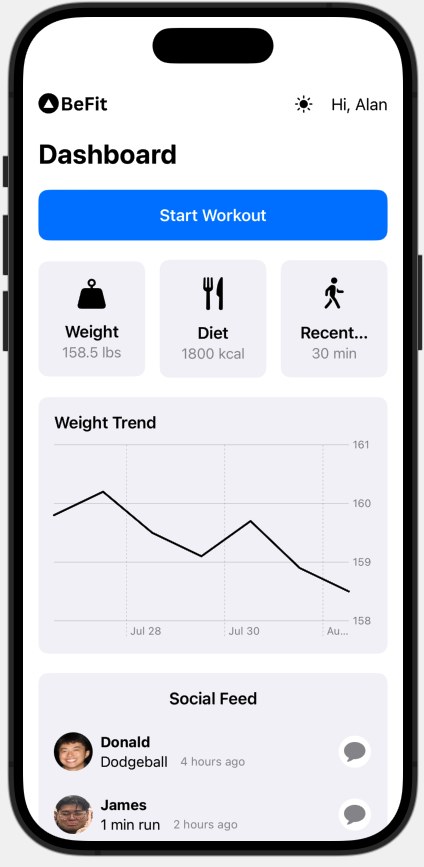 BeFit
Hi, Alan
Dashboard
Start Workout
Weight
158.5 lbs
Diet
1800 kcal
Recent...
30 min
Weight Trend
161
160
159
158
Jul 28
Jul 30
Au...
Social Feed
Donald
Dodgeball 4 hours ago
James
1 min run 2 hours ago